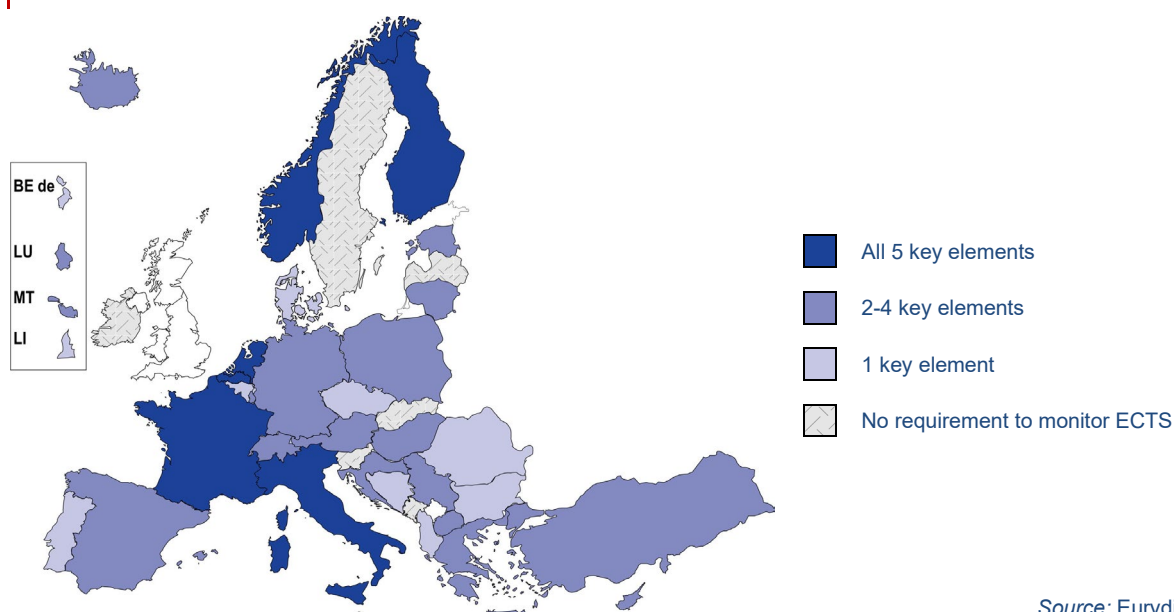 BE de
LU
MT
LI
All 5 key elements
2-4 key elements
1 key element
No requirement to monitor ECTS
Source: Euryd